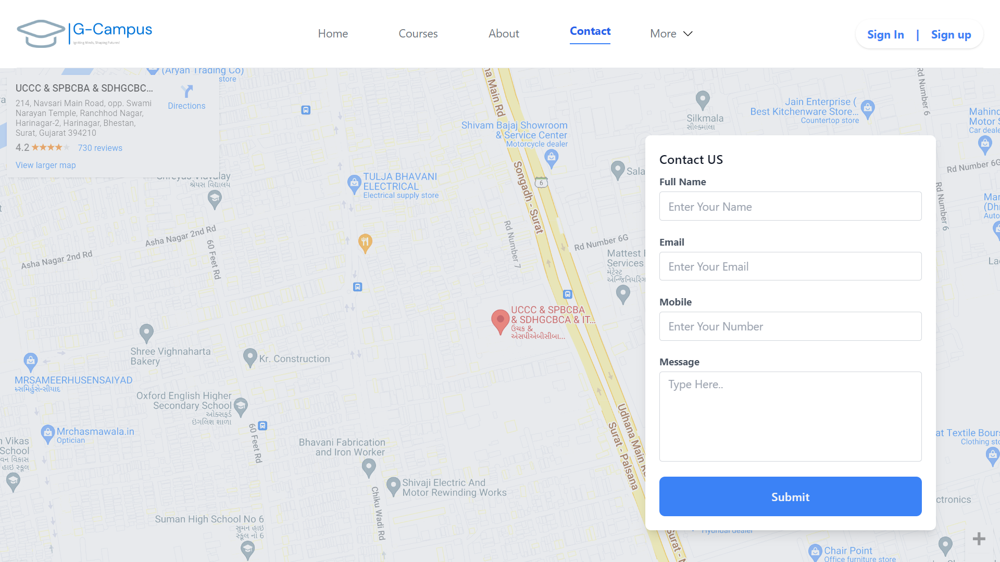 G-Campus
Igniting Minds, Shaping Futures!
Home
Courses
About
Contact
More
Sign In | Sign up
(Aryan Trading Co)
store
UCCC & SPBCBA & SDHGCBC...
Directions
214, Navsari Main Road, opp. Swami
Narayan Temple, Ranchhod Nagar,
Harinagar-2, Harinagar, Bhestan,
Surat, Gujarat 394210
4.2
730 reviews
View larger map
શ્રેયસ વિદ્યાલય
Asha Nagar 2nd Rd
Asha Nagar 2nd Rd
60 Feet Rd
TULJA BHAVANI
ELECTRICAL
Electrical supply store
Shivam Bajaj Showroom
& Service Center
Motorcycle dealer
na Main Rd
Songadh - Surat
6
Rd Number 7
Rd Number 6G
Silkmala
સીલ્કમાલા
Jain Enterprise (
Best Kitchenware Store...
Countertop store
Rd Number 6
Mahind
Motor S
Car deale
Rd Number 6G
Rd Number 6
Mar
(Dhr
Auto
Sala
Mattest
Services
મેટેસ્ટ
એન્જિનિયરિંગ
UCCC & SPBCBA
& SDHGCBCA & IT...
ઉચક &
એસપીએબીસીબા...
Shree Vighnaharta
Bakery
Kr. Construction
MRSAMEERHUSENSAIYAD
Oxford English Higher
Secondary School
ઓક્સફર્ડ
ઇંગલિશ શાળા
60 Feet Rd
Mrchasmawala.in
Optician
n Vikas
School
વન વિકાસ
હાઇ સ્કૂલ
Bhavani Fabrication
and Iron Worker
Shivaji Electric And
Motor Rewinding Works
Chiku Wadi Rd
Suman High School No 6
સુમન હાઇ
સ્કૂલ નો 6
Udhana Main Rd
Surat - Palsana
Surat -
Contact US
Full Name
Enter Your Name
Email
Enter Your Email
Mobile
Enter Your Number
Message
Type Here..
Submit
at Textile Bours
Clothing sto
ctronics
Hyundai dealer
Chair Point
Office furniture store